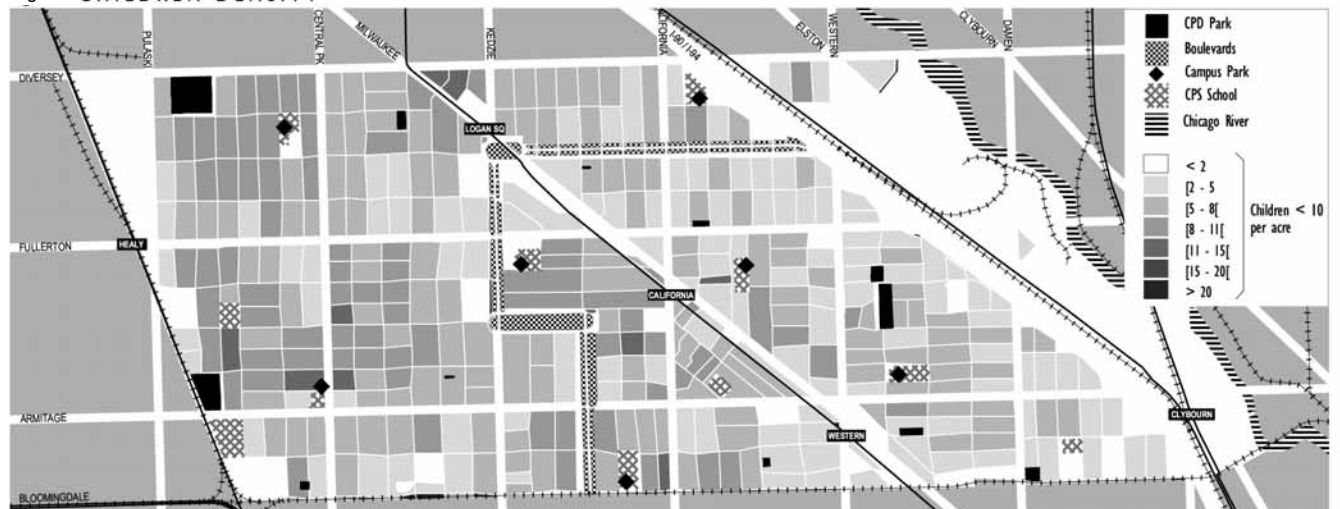 CHILDREN DENSITY
PULASKI
CENTRAL PK
MILWAUKEE
KEDZIE
CALIFORNIA
I-90 / I-94
ELSTON
WESTERN
CLYBOURN
DAMEN
DIVERSEY
LOGAN SQ
FULLERTON
HEALY
CALIFORNIA
ARMITAGE
WESTERN
CLYBOURN
BLOOMINGDALE
CPD Park
Boulevards
Campus Park
CPS School
Chicago River
< 2
[2 - 5
[5 - 8[
[8 - 11[
[11 - 15[
[15 - 20[
> 20
Children < 10
per acre